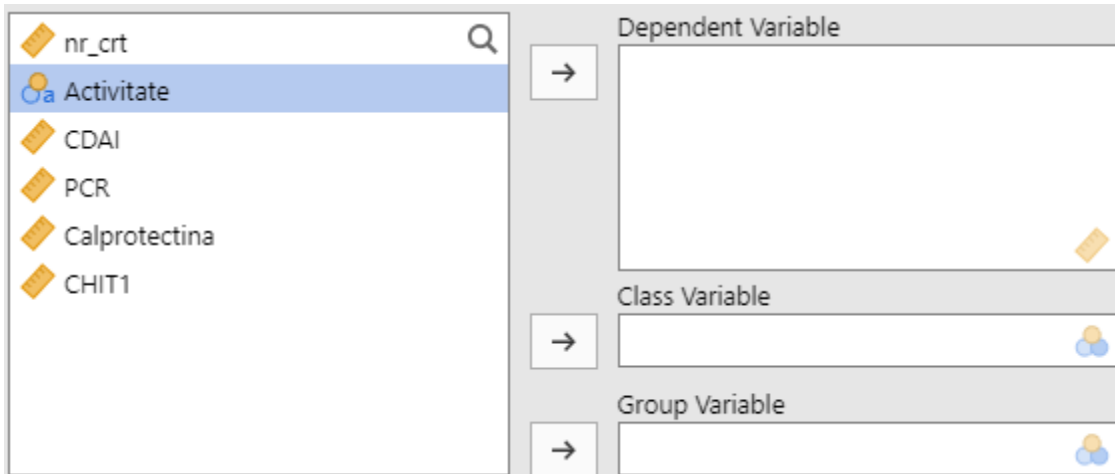 nr_crt
Activitate
CDAI
PCR
Calprotectina
CHIT1
Dependent Variable
Class Variable
Group Variable